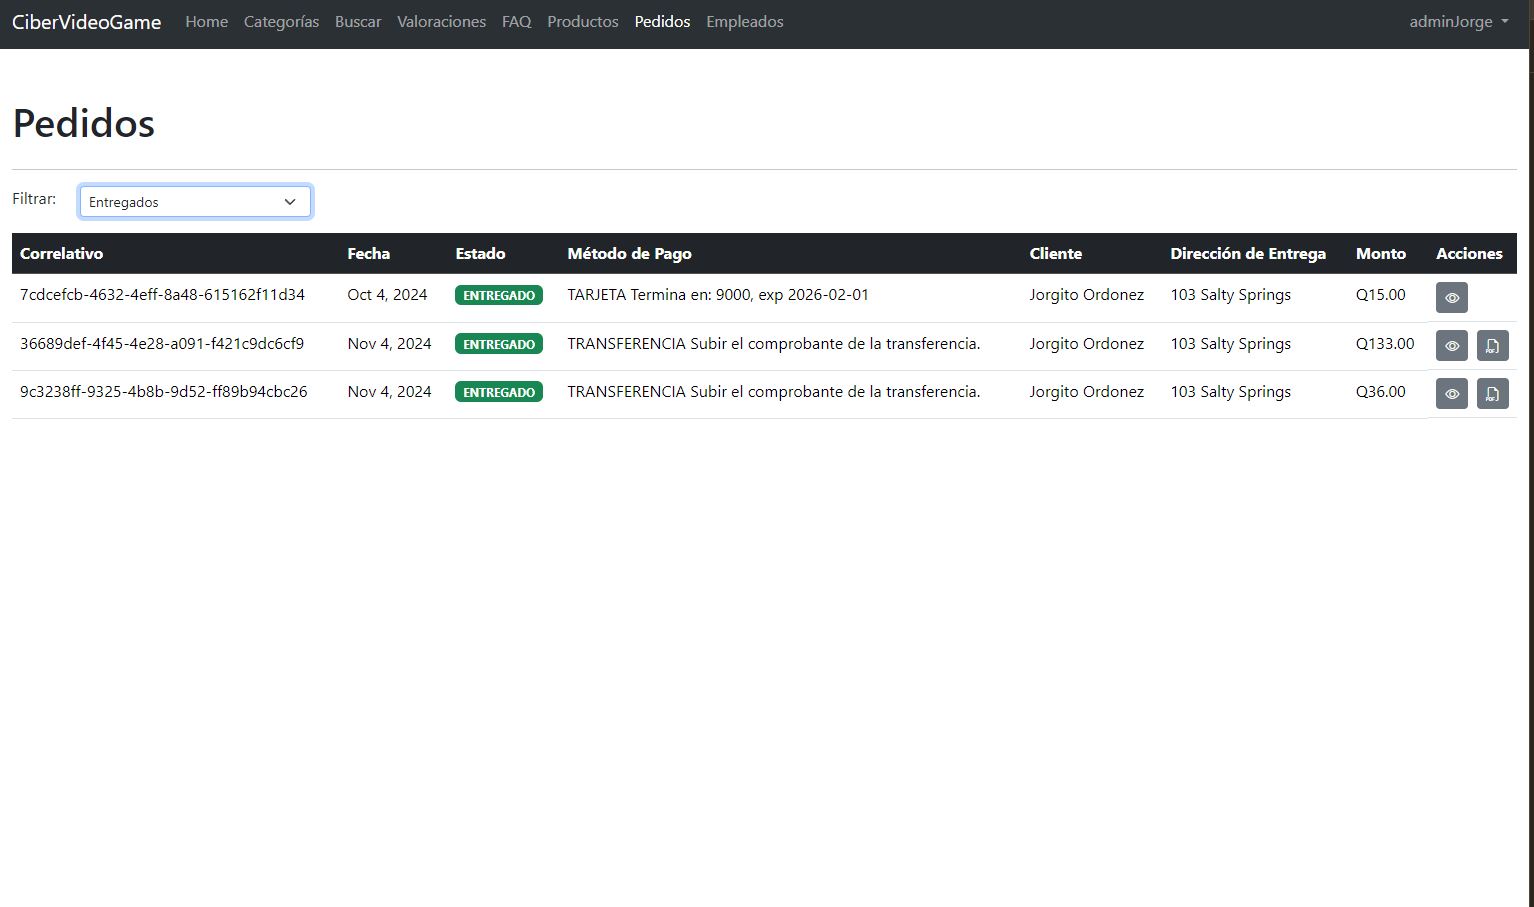 CiberVideoGame Home Categorías Buscar Valoraciones FAQ Productos Pedidos Empleados adminJorge
Pedidos
Filtrar: Entregados
Correlativo Fecha Estado Método de Pago Cliente Dirección de Entrega Monto Acciones
7cdcefcb-4632-4eff-8a48-615162f11d34 Oct 4, 2024 ENTREGADO TARJETA Termina en: 9000, exp 2026-02-01 Jorgito Ordonez 103 Salty Springs Q15.00
36689def-4f45-4e28-a091-f421c9dc6cf9 Nov 4, 2024 ENTREGADO TRANSFERENCIA Subir el comprobante de la transferencia. Jorgito Ordonez 103 Salty Springs Q133.00 PDF
9c3238ff-9325-4b8b-9d52-ff89b94cbc26 Nov 4, 2024 ENTREGADO TRANSFERENCIA Subir el comprobante de la transferencia. Jorgito Ordonez 103 Salty Springs Q36.00 PDF